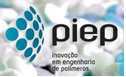 piep
inovação
em engenharia
de polímeros